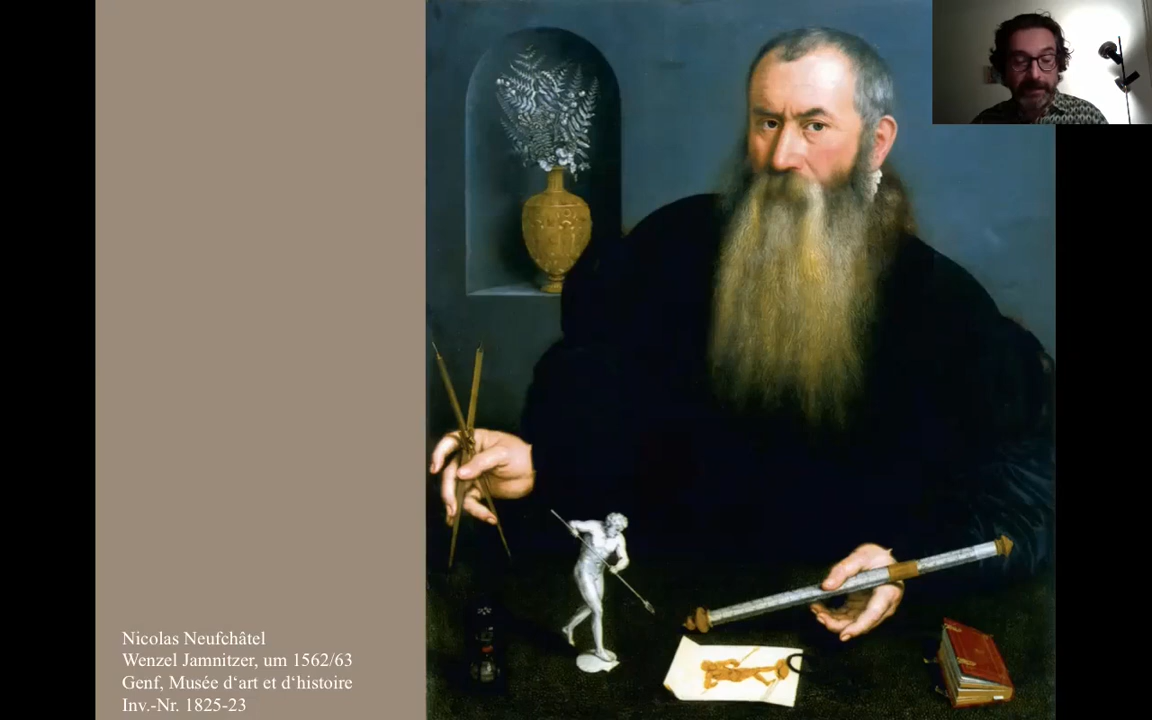 Nicolas Neufchâtel
Wenzel Jamnitzer, um 1562/63
Genf, Musée d‘art et d‘histoire
Inv.-Nr. 1825-23